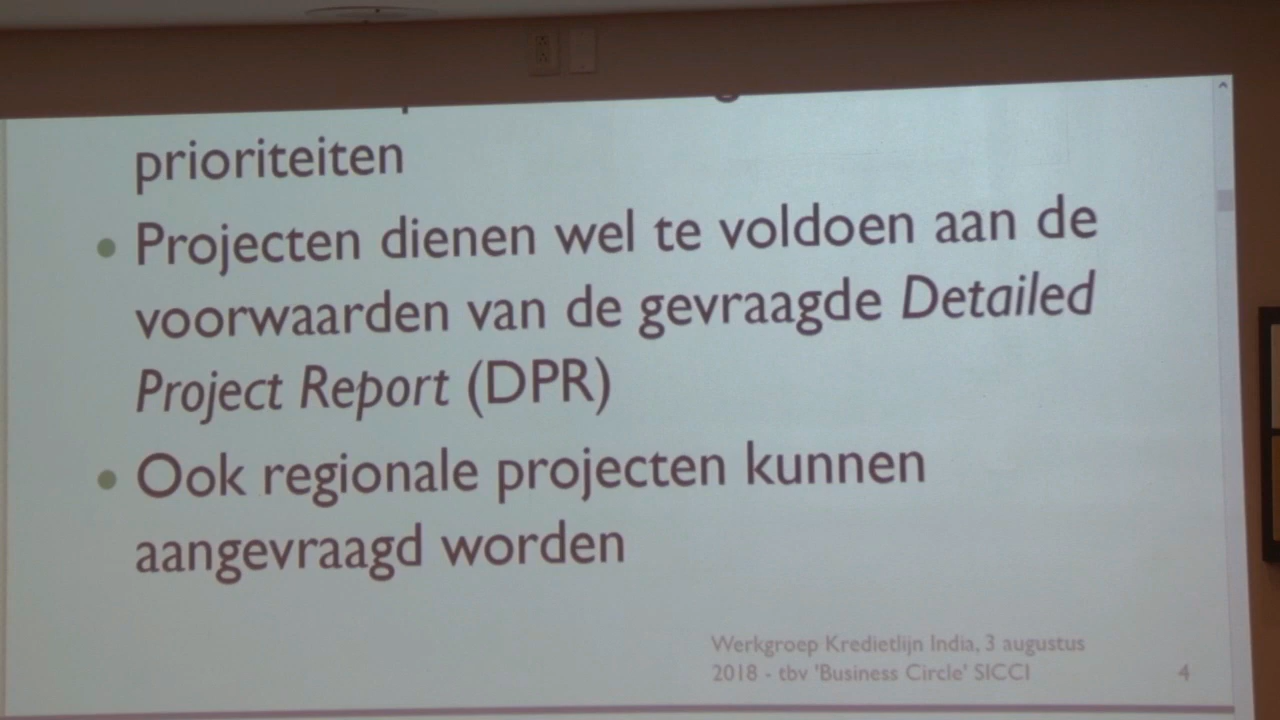 prioriteiten
• Projecten dienen wel te voldoen aan de
voorwaarden van de gevraagde Detailed
Project Report (DPR)
• Ook regionale projecten kunnen
aangevraagd worden
Werkgroep Kredietlijn India, 3 augustus
2018 - tbv 'Business Circle' SICCI
4